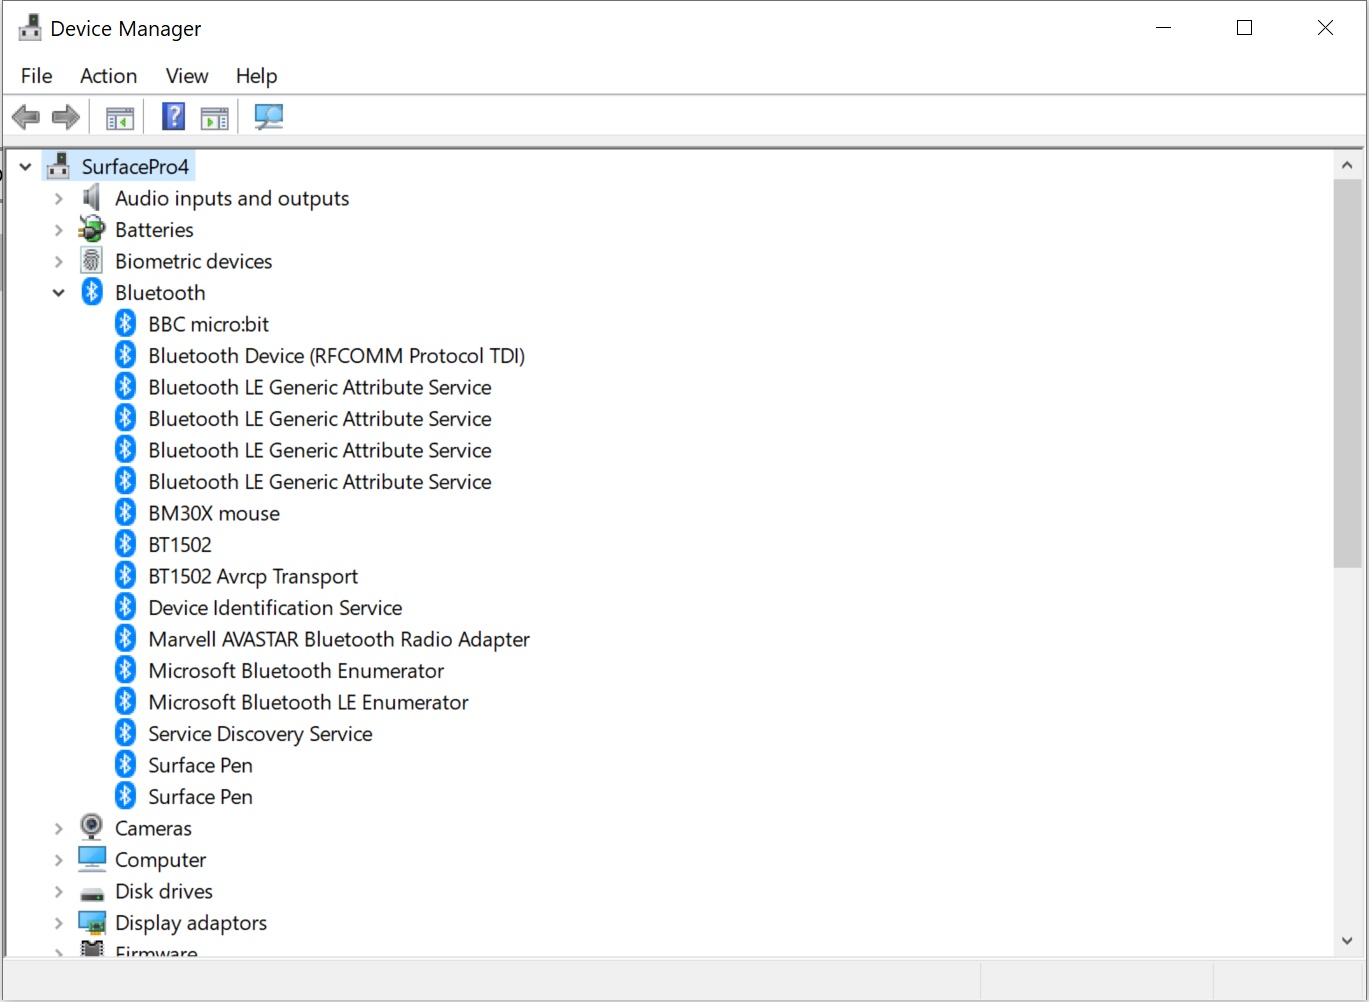 Device Manager
File Action View Help
SurfacePro4
Audio inputs and outputs
Batteries
Biometric devices
Bluetooth
BBC micro:bit
Bluetooth Device (RFCOMM Protocol TDI)
Bluetooth LE Generic Attribute Service
Bluetooth LE Generic Attribute Service
Bluetooth LE Generic Attribute Service
Bluetooth LE Generic Attribute Service
BM30X mouse
BT1502
BT1502 Avrcp Transport
Device Identification Service
Marvell AVASTAR Bluetooth Radio Adapter
Microsoft Bluetooth Enumerator
Microsoft Bluetooth LE Enumerator
Service Discovery Service
Surface Pen
Surface Pen
Cameras
Computer
Disk drives
Display adaptors
Firmware